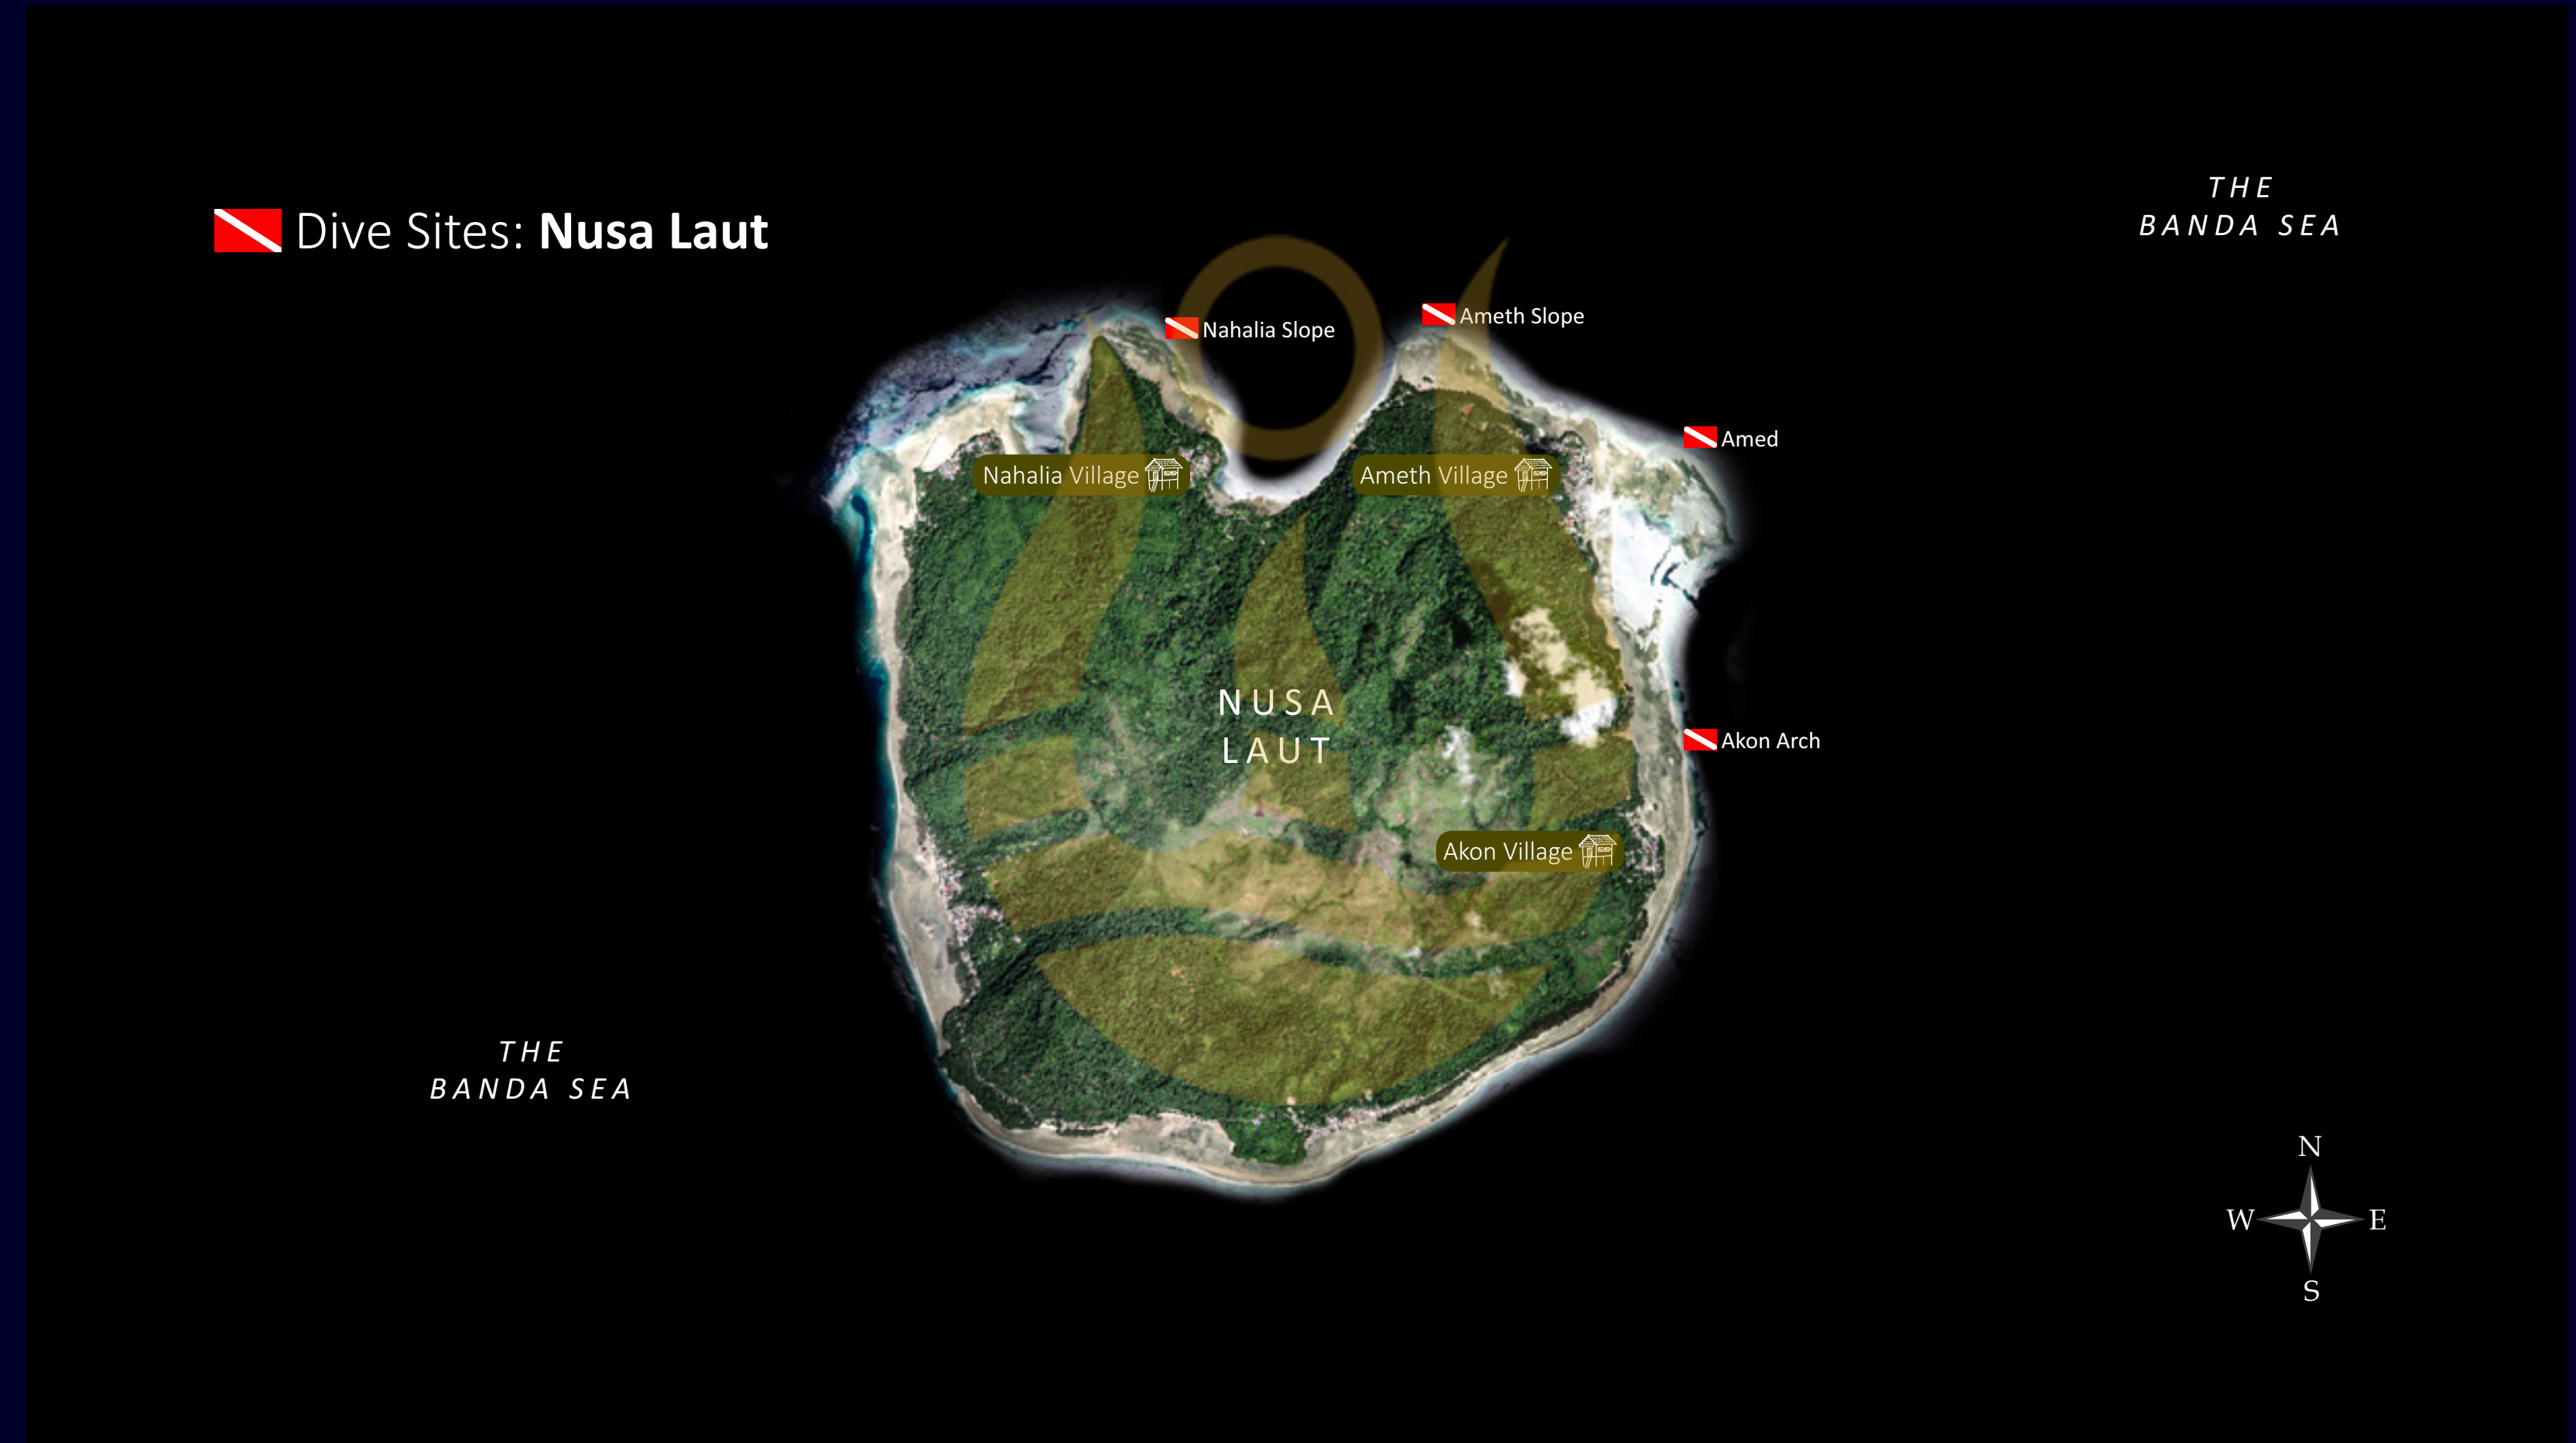 THE
BANDA SEA
Dive Sites: Nusa Laut
Ameth Slope
Nahalia Slope
Amed
Nahalia Village
Ameth Village
NUSA
LAUT
Akon Arch
Akon Village
THE
BANDA SEA
N
W E
S